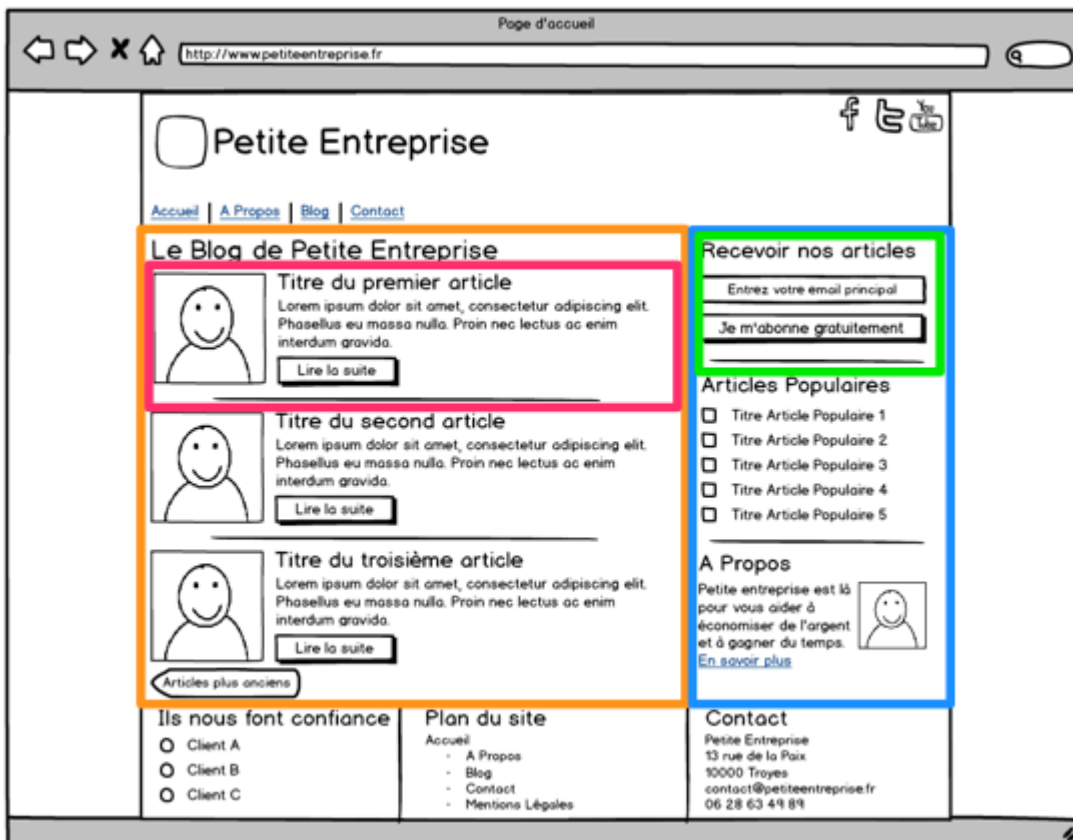 Page d'accueil
http://www.petiteentreprise.fr
You
Tube
Petite Entreprise
Accueil | A Propos | Blog | Contact
Le Blog de Petite Entreprise
Titre du premier article
Lorem ipsum dolor sit amet, consectetur adipiscing elit.
Phasellus eu massa nulla. Proin nec lectus ac enim
interdum gravida.
Lire la suite
Titre du second article
Lorem ipsum dolor sit amet, consectetur adipiscing elit.
Phasellus eu massa nulla. Proin nec lectus ac enim
interdum gravida.
Lire la suite
Titre du troisième article
Lorem ipsum dolor sit amet, consectetur adipiscing elit.
Phasellus eu massa nulla. Proin nec lectus ac enim
interdum gravida.
Lire la suite
Articles plus anciens
Recevoir nos articles
Entrez votre email principal
Je m'abonne gratuitement
Articles Populaires
Titre Article Populaire 1
Titre Article Populaire 2
Titre Article Populaire 3
Titre Article Populaire 4
Titre Article Populaire 5
A Propos
Petite entreprise est là
pour vous aider à
économiser de l'argent
et à gagner du temps.
En savoir plus
Ils nous font confiance
Client A
Client B
Client C
Plan du site
Accueil
- A Propos
- Blog
- Contact
- Mentions Légales
Contact
Petite Entreprise
13 rue de la Paix
10000 Troyes
contact@petiteentreprise.fr
06 28 63 49 89